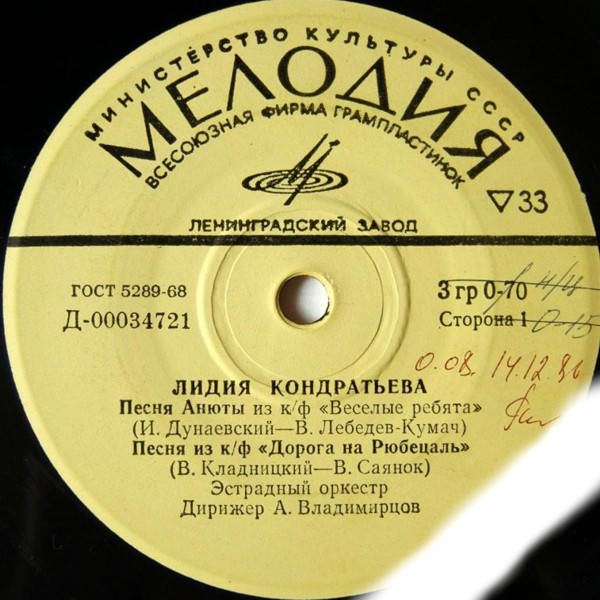 МИНИСТЕРСТВО КУЛЬТУРЫ СССР
МЕЛОДИЯ
ВСЕСОЮЗНАЯ ФИРМА ГРАМПЛАСТИНОК
▽33
ЛЕНИНГРАДСКИЙ ЗАВОД
ГОСТ 5289-68
3 гр 0-70
Д-00034721
Сторона 1
0-15
0.08. 14.12.86
ЛИДИЯ КОНДРАТЬЕВА
Песня Анюты из к/ф «Веселые ребята»
(И. Дунаевский—В. Лебедев-Кумач)
Песня из к/ф «Дорога на Рюбецаль»
(В. Кладницкий—В. Саянок)
Эстрадный оркестр
Дирижер А. Владимирцов